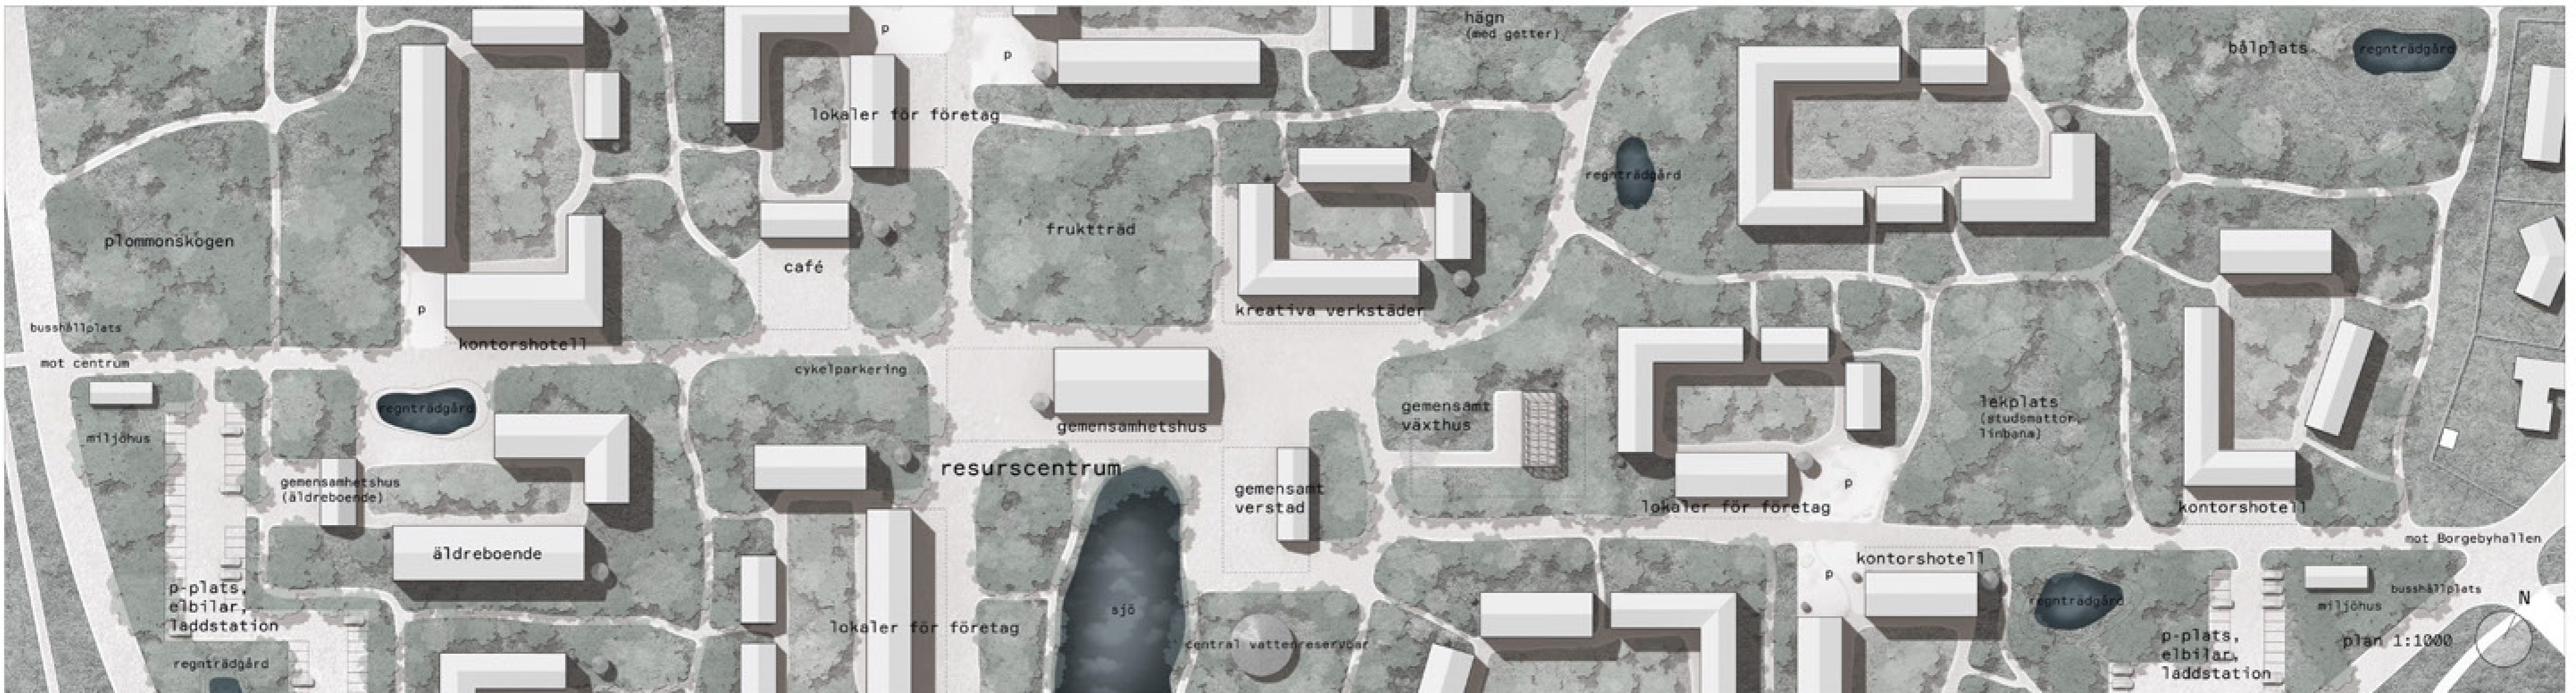 hägn
(med getter)
p
p
bålplats
regnträdgård
lokaler för företag
regnträdgård
fruktträd
plommonskogen
café
p
kreativa verkstäder
busshållplats
kontorshotell
mot centrum
cykelparkering
regnträdgård
gemensamt
växthus
lekplats
(studsmattor,
linbana)
gemensamhetshus
miljöhus
resurscentrum
gemensamhetshus
(äldreboende)
gemensamt
verstad
p
lokaler för företag
kontorshotell
mot Borgebyhallen
äldreboende
kontorshotell
p
p-plats,
elbilar,
laddstation
busshållplats
regnträdgård
miljöhus
N
sjö
lokaler för företag
central vattenreservoar
p-plats,
elbilar,
laddstation
plan 1:1000
regnträdgård